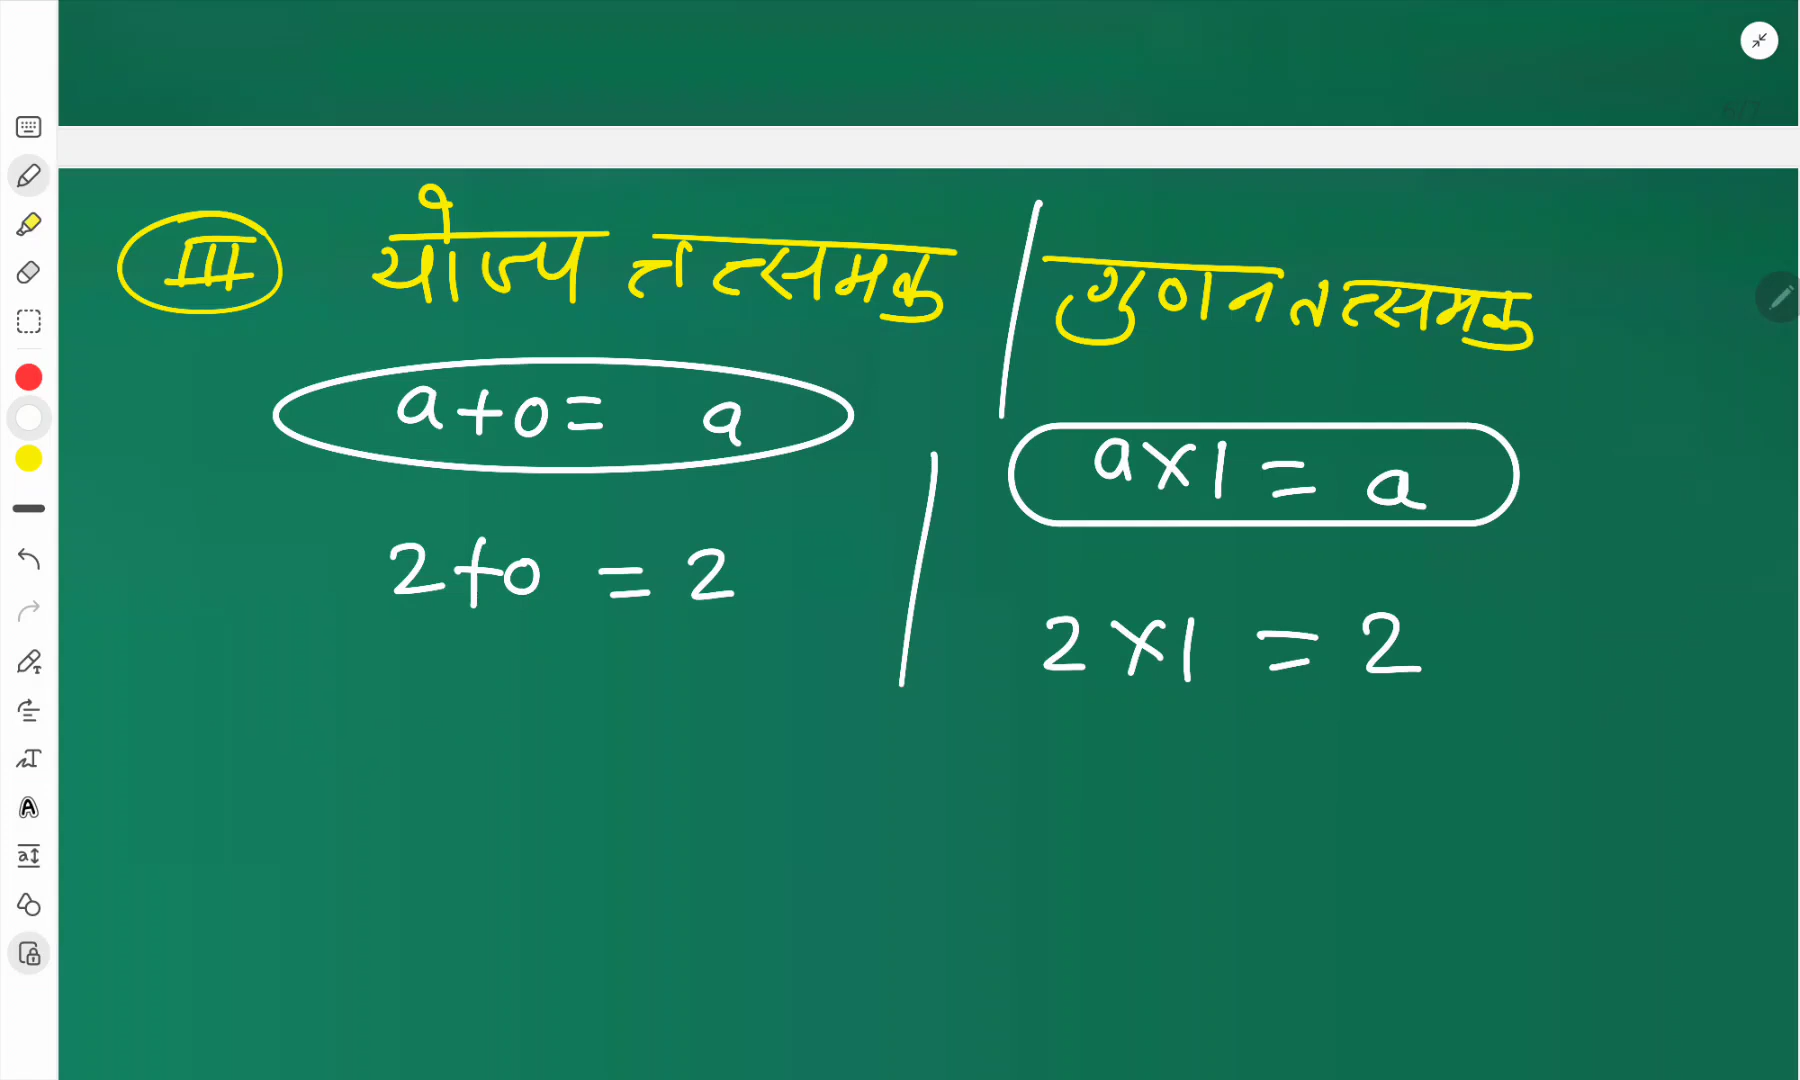 III योज्य तत्समक
a+0= a
2+0 = 2
गुणन तत्समक
a×1 = a
2×1 = 2